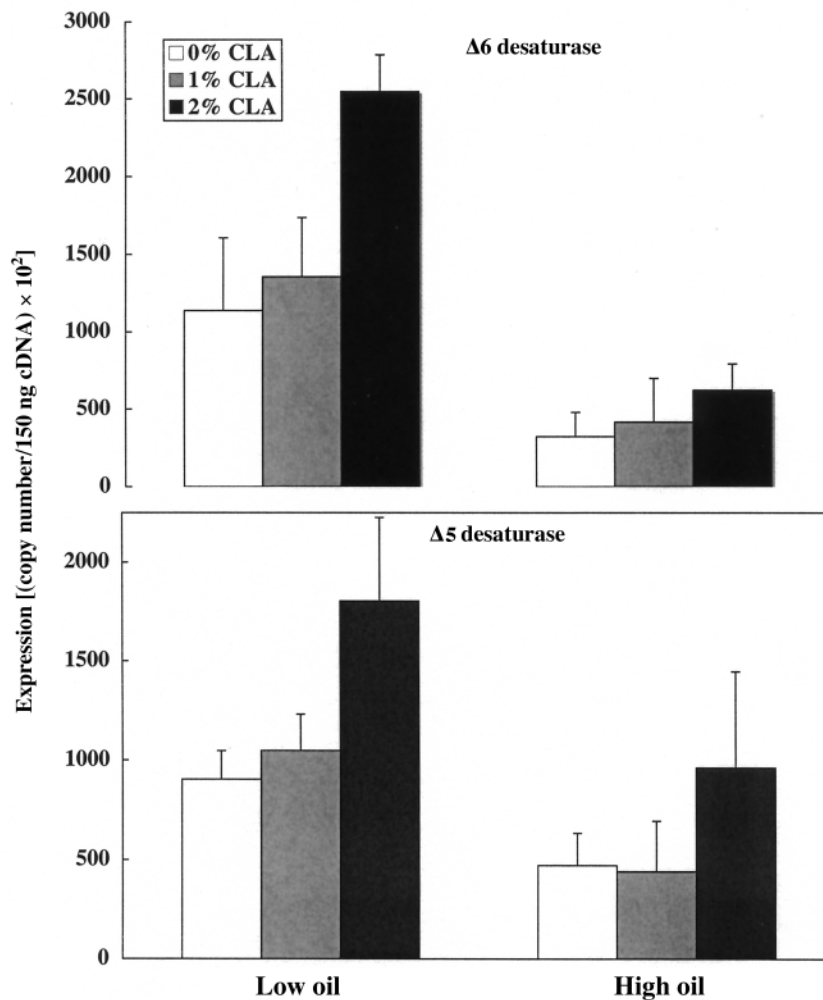 Expression [(copy number/150 ng cDNA) × 10²]
3000
2500
2000
1500
1000
500
0
0% CLA
1% CLA
2% CLA
Δ6 desaturase
2000
1500
1000
500
0
Δ5 desaturase
Low oil
High oil